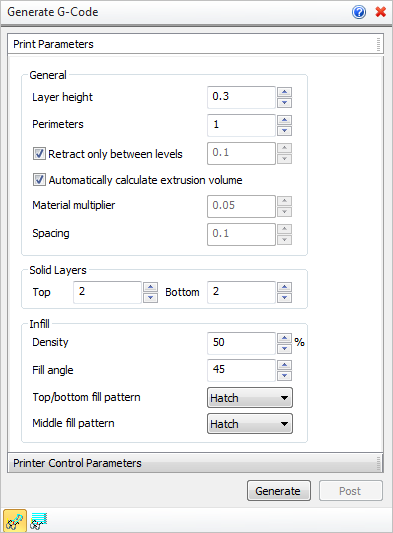 Generate G-Code
Print Parameters
General
Layer height 0.3
Perimeters 1
Retract only between levels 0.1
Automatically calculate extrusion volume
Material multiplier 0.05
Spacing 0.1
Solid Layers
Top 2 Bottom 2
Infill
Density 50 %
Fill angle 45
Top/bottom fill pattern Hatch
Middle fill pattern Hatch
Printer Control Parameters
Generate Post